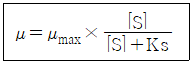 μ = μmax × ⌈S⌉ / (⌈S⌉ + Ks)